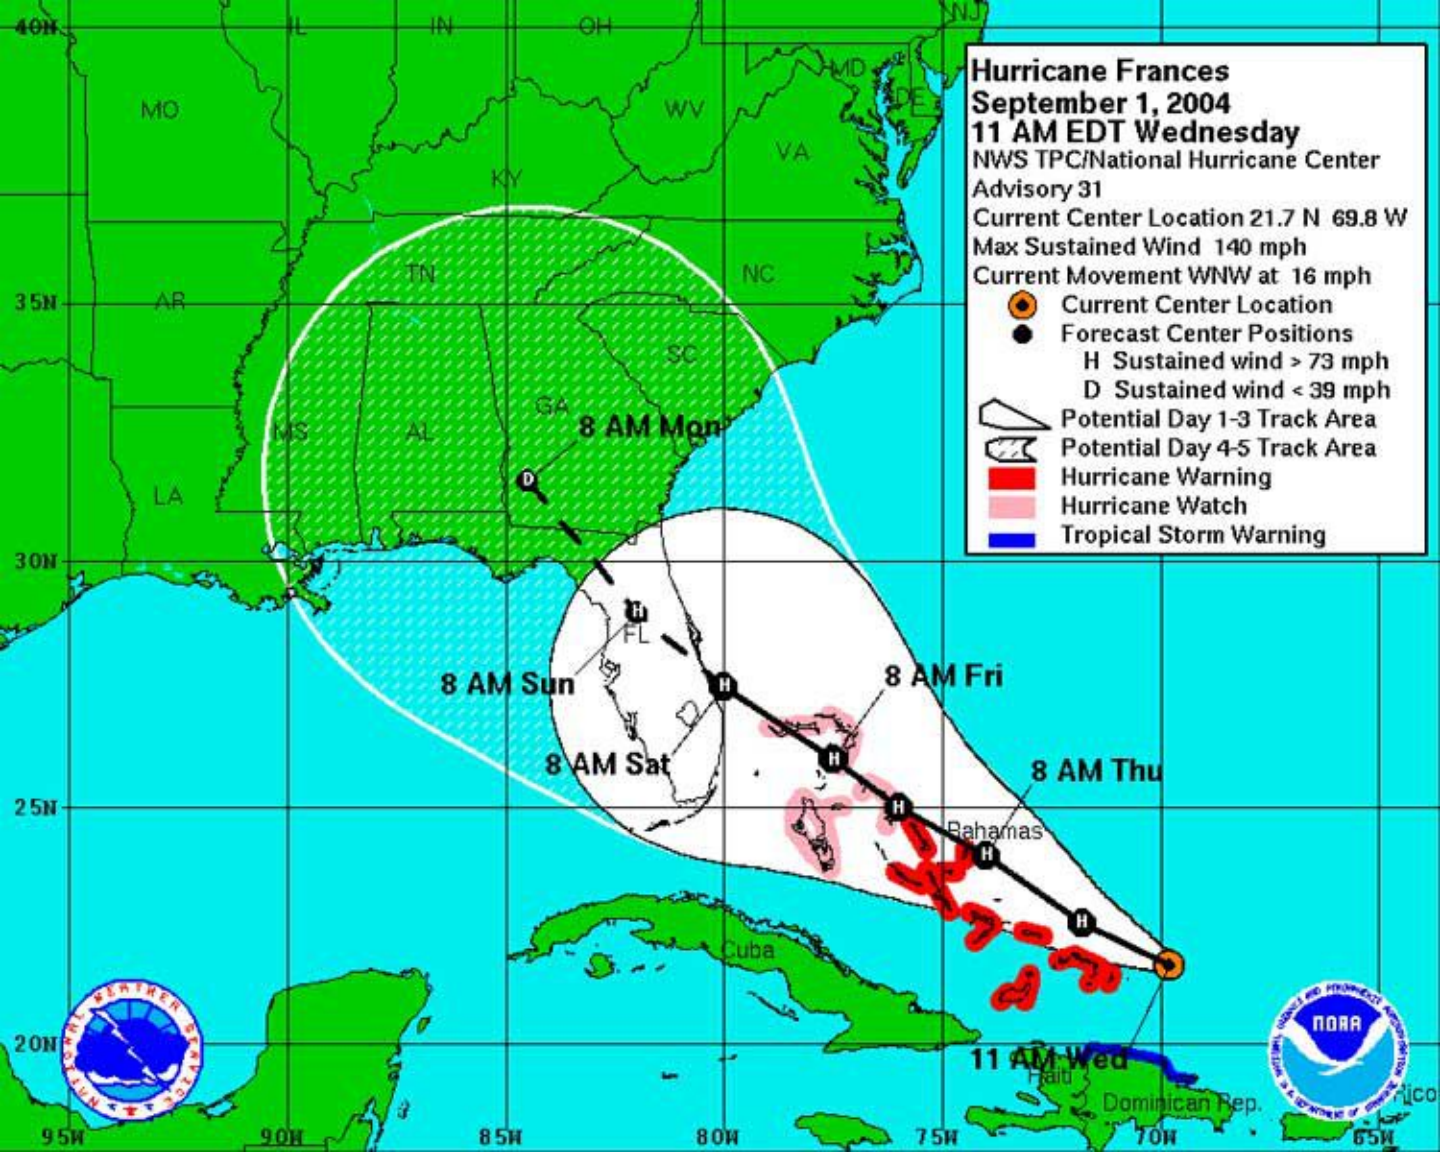 40N
IL
IN
OH
NJ
MO
WV
MD
DE
VA
KY
Hurricane Frances
September 1, 2004
11 AM EDT Wednesday
NWS TPC/National Hurricane Center
Advisory 31
Current Center Location 21.7 N 69.8 W
Max Sustained Wind 140 mph
Current Movement WNW at 16 mph
Current Center Location
Forecast Center Positions
H Sustained wind > 73 mph
D Sustained wind < 39 mph
Potential Day 1-3 Track Area
Potential Day 4-5 Track Area
Hurricane Warning
Hurricane Watch
Tropical Storm Warning
TN
NC
35N
AR
SC
GA
8 AM Mon
MS
AL
D
LA
30N
H
FL
8 AM Sun
H
8 AM Fri
8 AM Sat
H
8 AM Thu
25N
H
Bahamas
H
H
Cuba
NATIONAL WEATHER SERVICE
NOAA
20N
11 AM Wed
Haiti
Dominican Rep.
Rico
95W
90W
85W
80W
75W
70W
65W